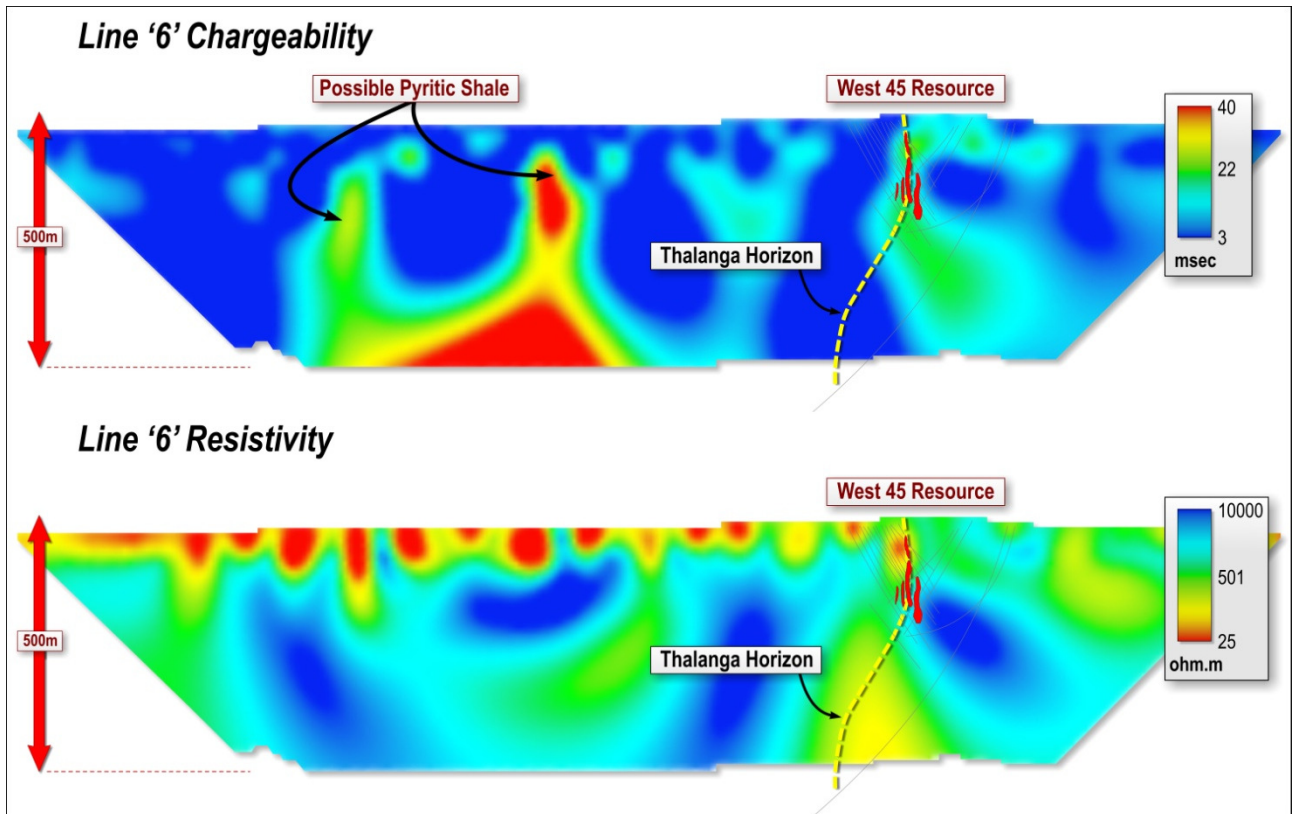 Line ‘6’ Chargeability
Possible Pyritic Shale
West 45 Resource
40
22
3
msec
500m
Thalanga Horizon
Line ‘6’ Resistivity
West 45 Resource
10000
501
25
ohm.m
500m
Thalanga Horizon